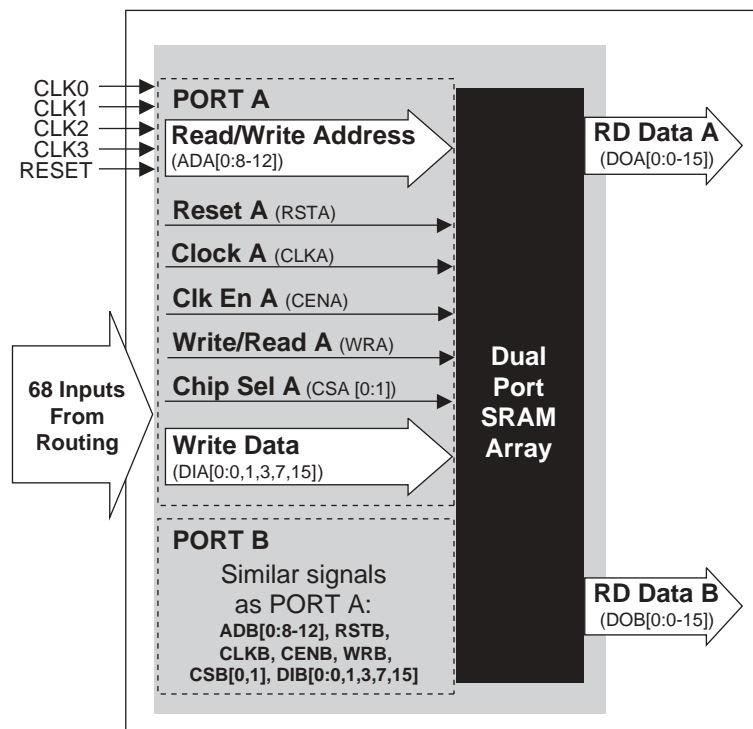 CLK0
CLK1
CLK2
CLK3
RESET
PORT A
Read/Write Address
(ADA[0:8-12])
Reset A (RSTA)
Clock A (CLKA)
Clk En A (CENA)
Write/Read A (WRA)
Chip Sel A (CSA [0:1])
Write Data
(DIA[0:0,1,3,7,15])
68 Inputs
From
Routing
PORT B
Similar signals
as PORT A:
ADB[0:8-12], RSTB,
CLKB, CENB, WRB,
CSB[0,1], DIB[0:0,1,3,7,15]
Dual
Port
SRAM
Array
RD Data A
(DOA[0:0-15])
RD Data B
(DOB[0:0-15])